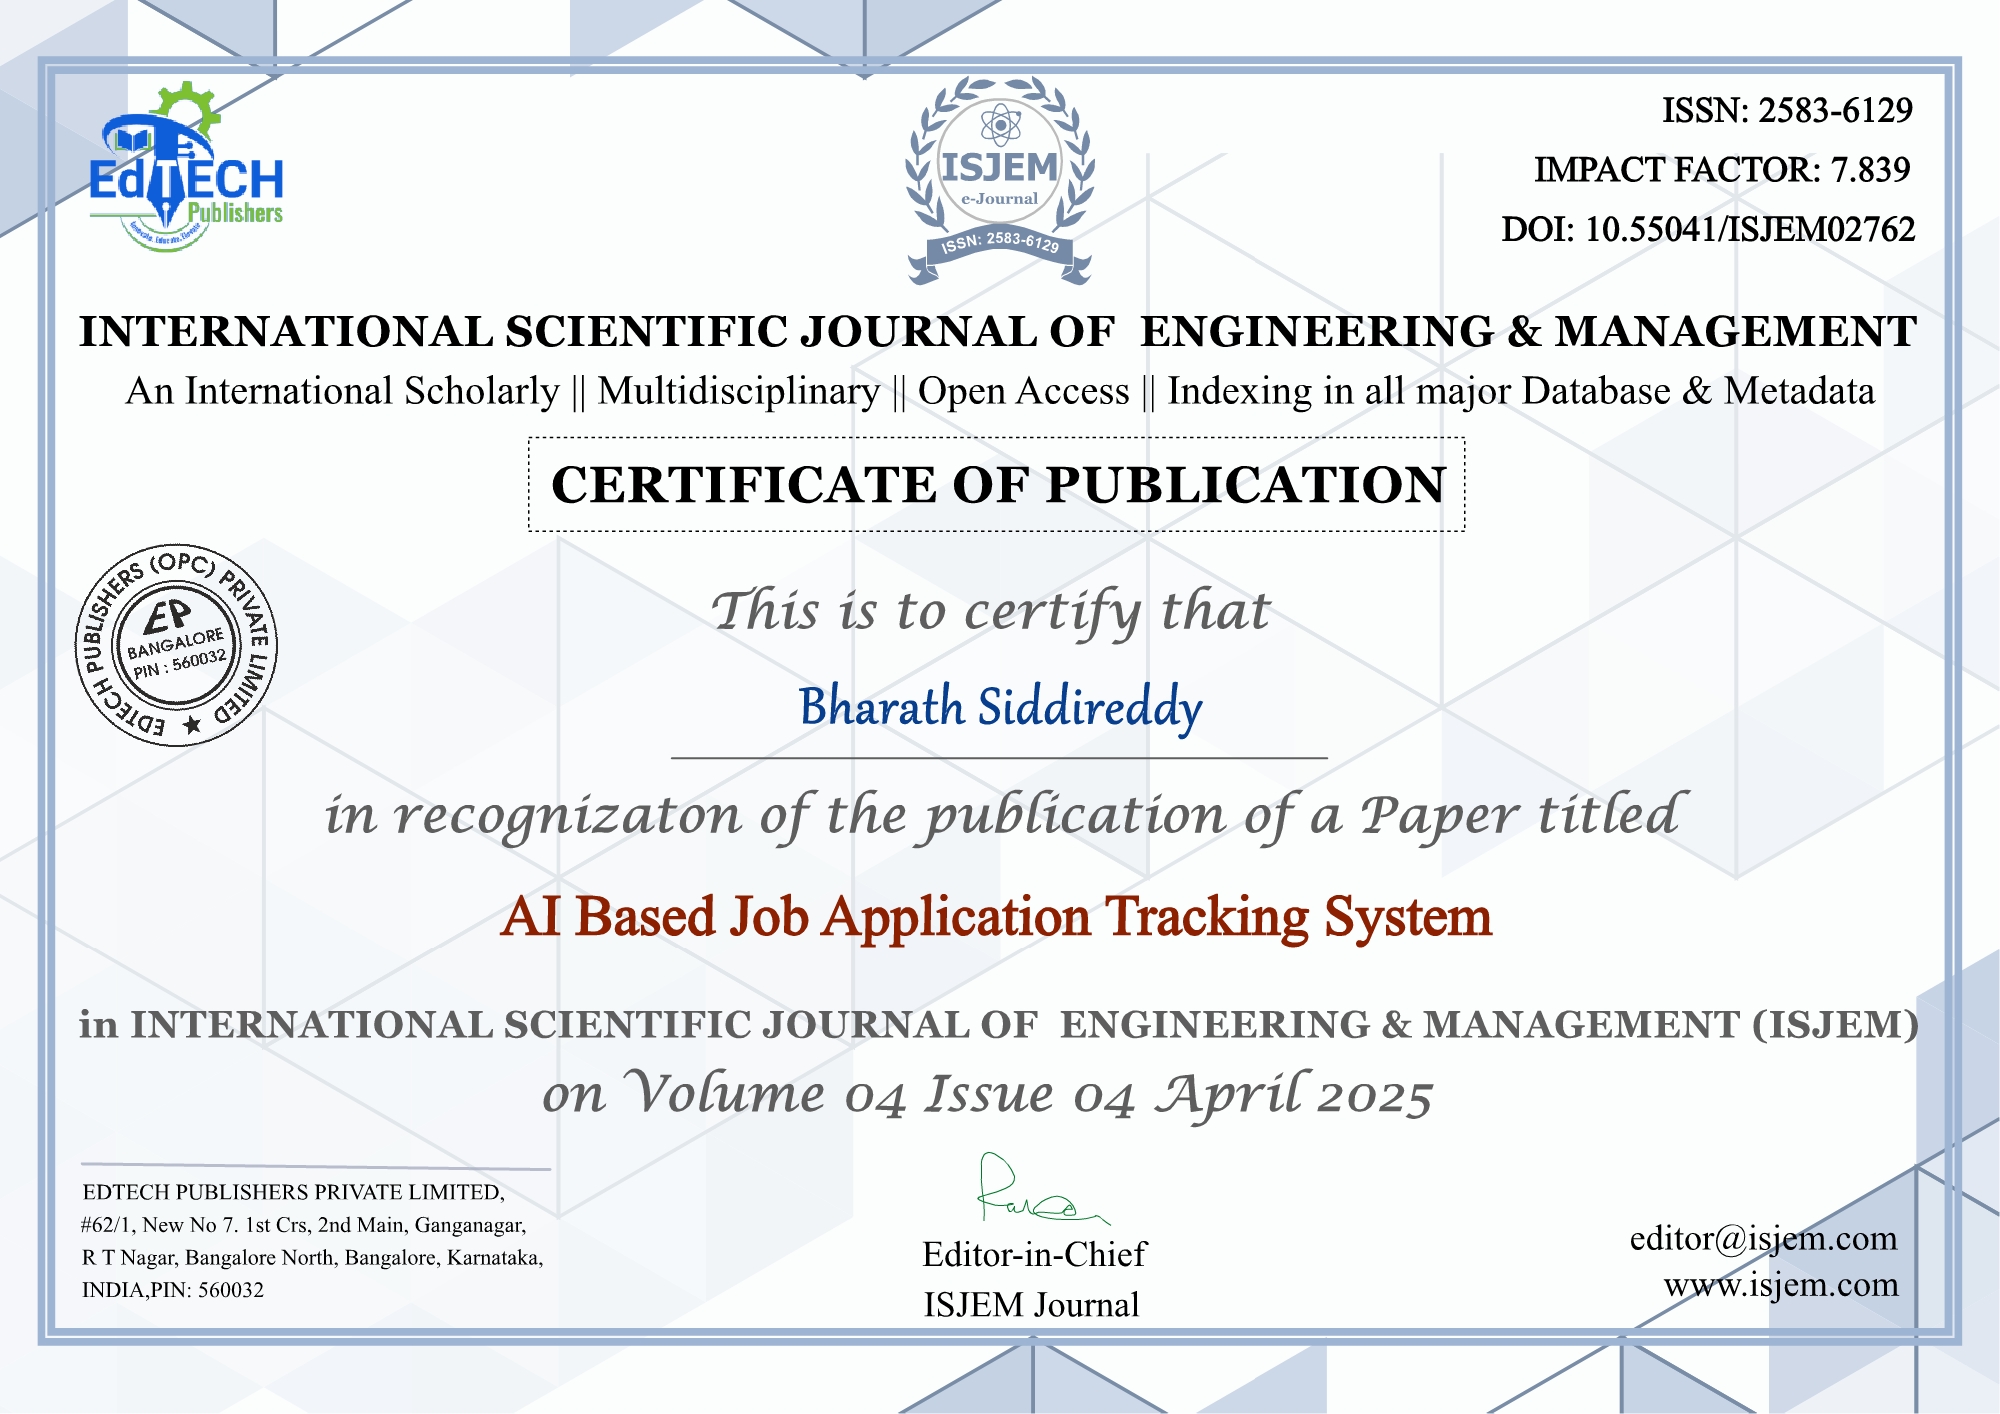 EdTECH
Publishers
Innovate, Educate, Elevate
ISJEM
e-Journal
ISSN: 2583-6129
ISSN: 2583-6129
IMPACT FACTOR: 7.839
DOI: 10.55041/ISJEM02762
INTERNATIONAL SCIENTIFIC JOURNAL OF ENGINEERING & MANAGEMENT
An International Scholarly || Multidisciplinary || Open Access || Indexing in all major Database & Metadata
CERTIFICATE OF PUBLICATION
EDTECH PUBLISHERS (OPC) PRIVATE LIMITED ★
EP
BANGALORE
PIN : 560032
This is to certify that
Bharath Siddireddy
in recognizaton of the publication of a Paper titled
AI Based Job Application Tracking System
in INTERNATIONAL SCIENTIFIC JOURNAL OF ENGINEERING & MANAGEMENT (ISJEM)
on Volume 04 Issue 04 April 2025
EDTECH PUBLISHERS PRIVATE LIMITED,
#62/1, New No 7. 1st Crs, 2nd Main, Ganganagar,
R T Nagar, Bangalore North, Bangalore, Karnataka,
INDIA,PIN: 560032
Editor-in-Chief
ISJEM Journal
editor@isjem.com
www.isjem.com